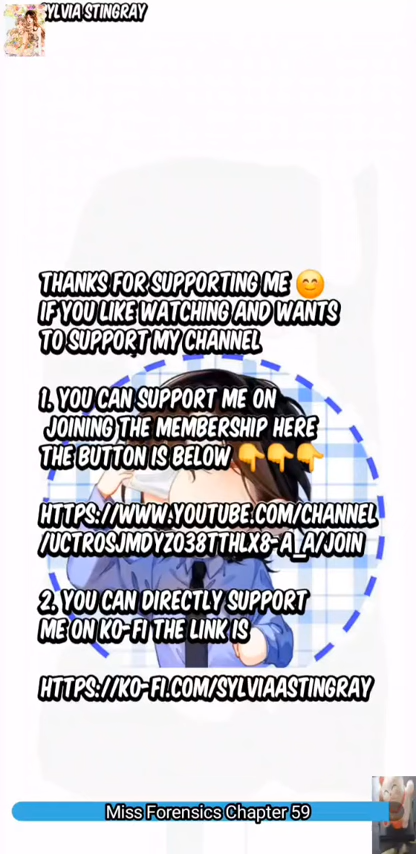 SYLVIA STINGRAY
THANKS FOR SUPPORTING ME 😊
IF YOU LIKE WATCHING AND WANTS
TO SUPPORT MY CHANNEL
1. YOU CAN SUPPORT ME ON
JOINING THE MEMBERSHIP HERE
THE BUTTON IS BELOW 👇👇👇
HTTPS://WWW.YOUTUBE.COM/CHANNEL
/UCTROSJMDYZO38TTHLX8-A_A/JOIN
2. YOU CAN DIRECTLY SUPPORT
ME ON KO-FI THE LINK IS
HTTPS://KO-FI.COM/SYLVIAASTINGRAY
Miss Forensics Chapter 59